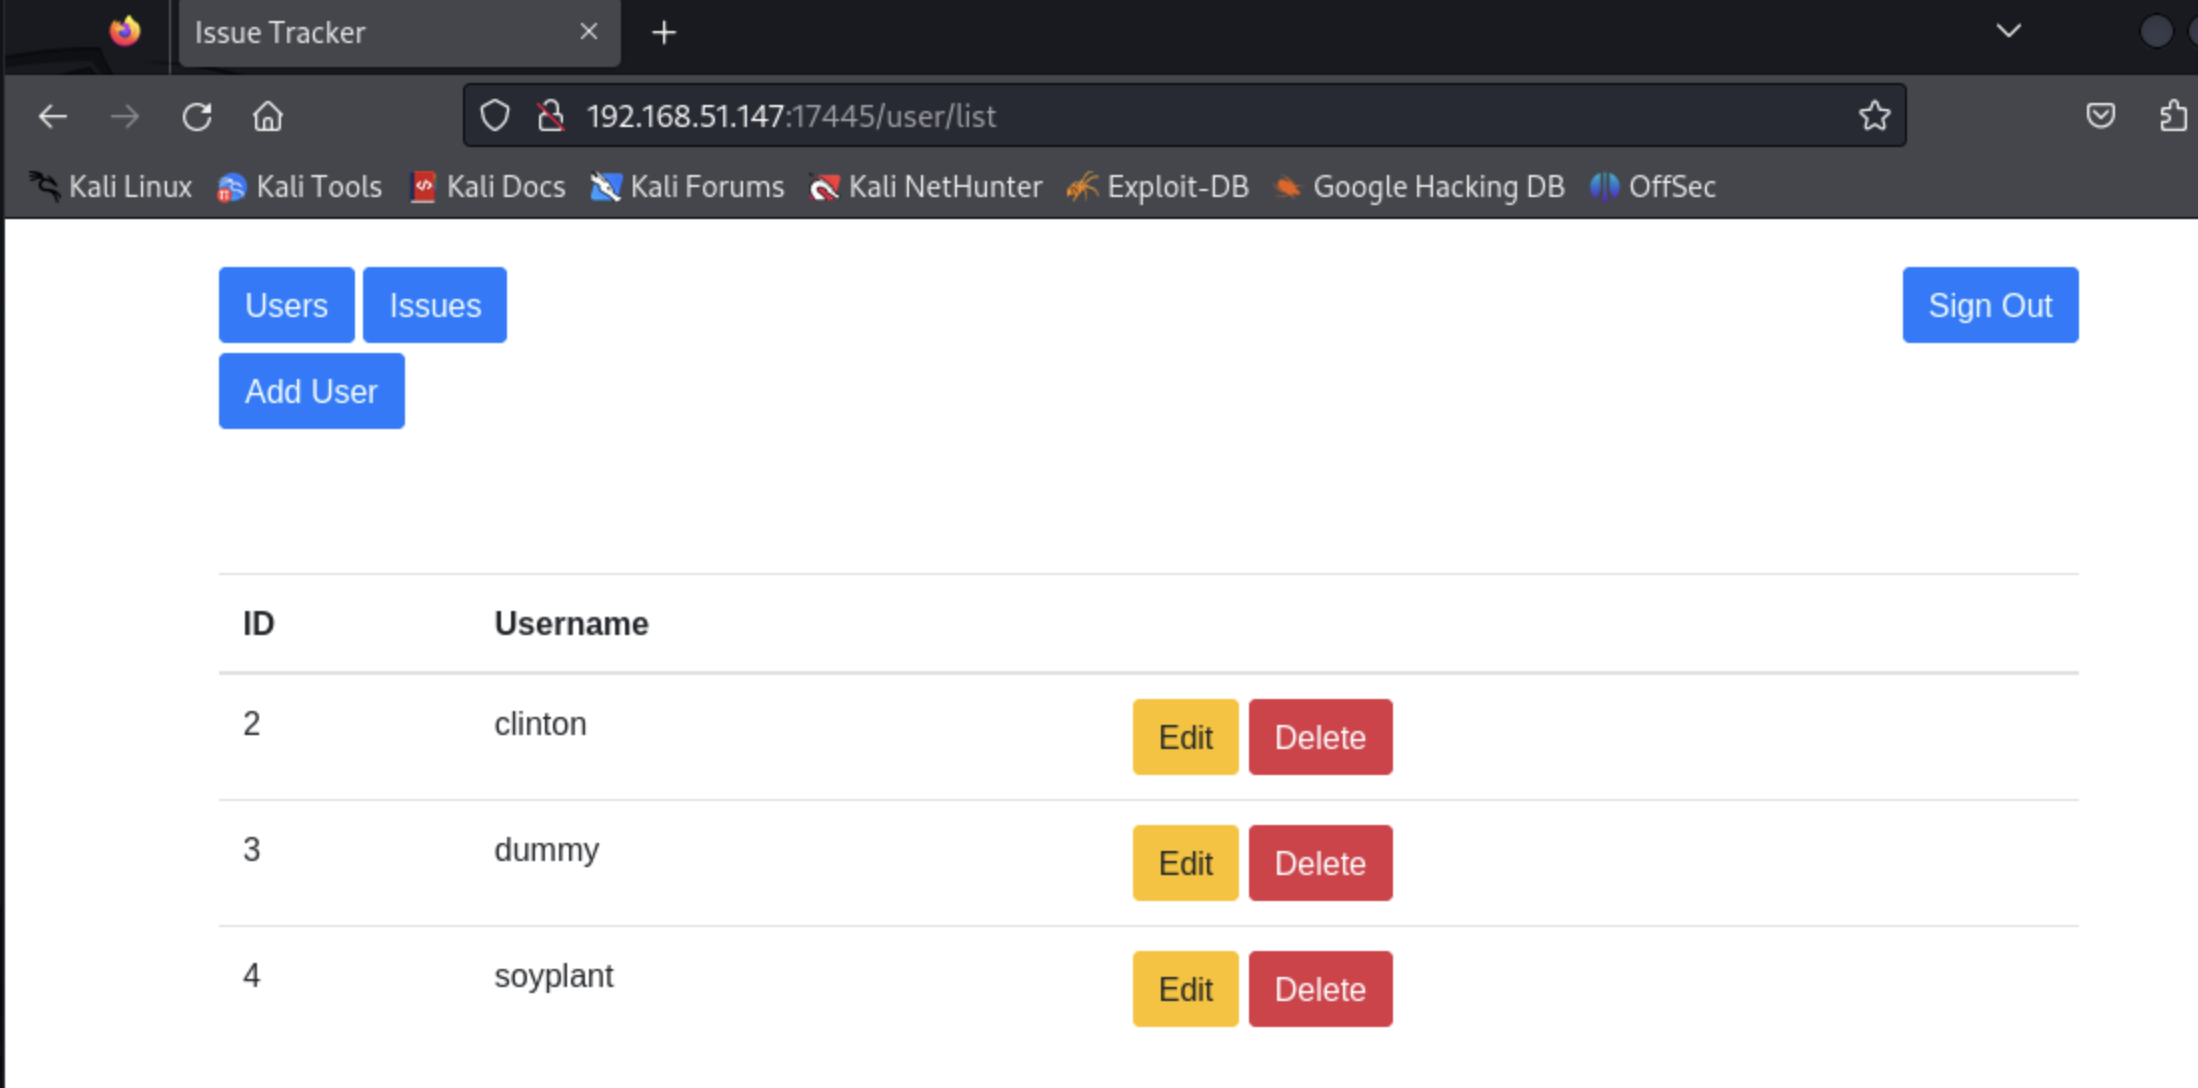 Issue Tracker
192.168.51.147:17445/user/list
Kali Linux Kali Tools Kali Docs Kali Forums Kali NetHunter Exploit-DB Google Hacking DB OffSec
Users Issues Sign Out
Add User
ID Username
2 clinton Edit Delete
3 dummy Edit Delete
4 soyplant Edit Delete